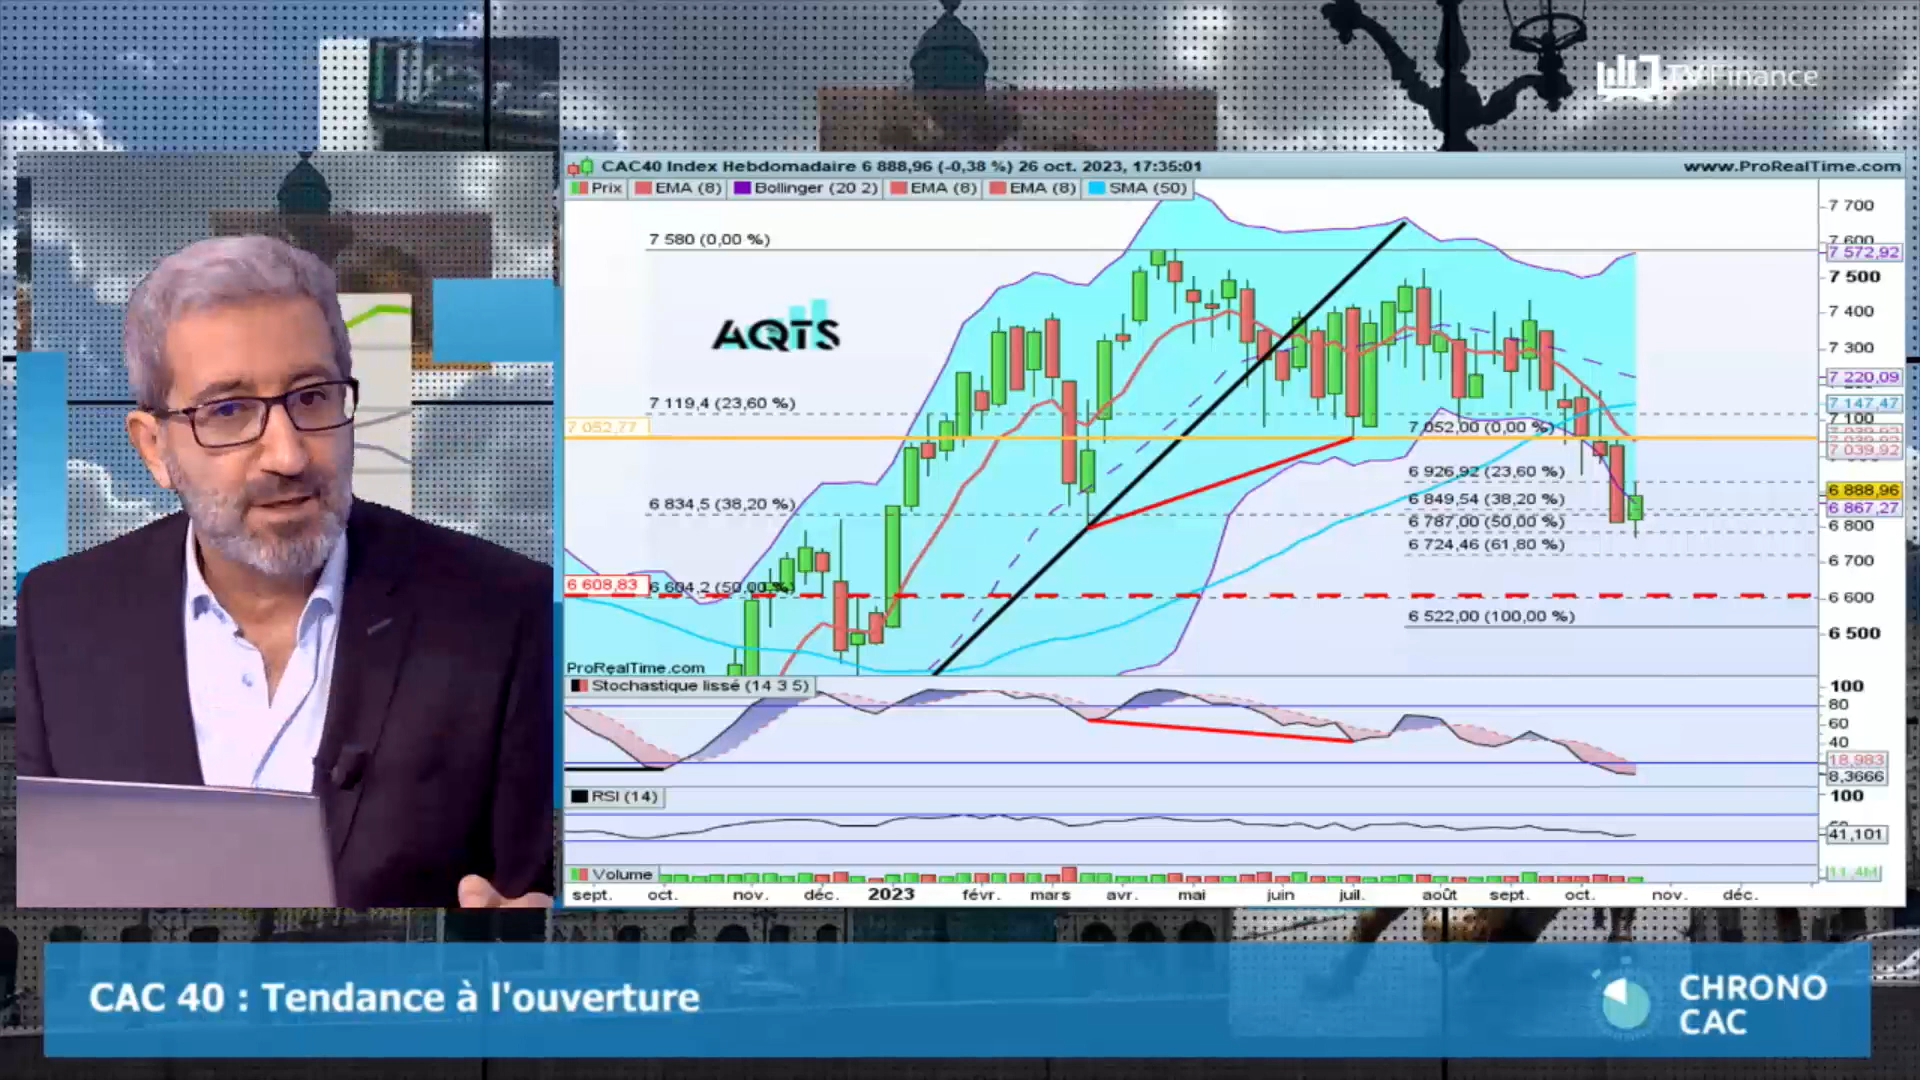 TV Finance
CAC40 Index Hebdomadaire 6 888,96 (-0,38 %) 26 oct. 2023, 17:35:01
www.ProRealTime.com
Prix
EMA (8)
Bollinger (20 2)
EMA (8)
EMA (8)
SMA (50)
7 700
7 580 (0,00 %)
7 600
7 572,92
7 500
AQTS
7 400
7 300
7 220,09
7 119,4 (23,60 %)
7 147,47
7 100
7 052,77
7 052,00 (0,00 %)
7 039,92
7 039,92
6 926,92 (23,60 %)
6 888,96
6 834,5 (38,20 %)
6 849,54 (38,20 %)
6 867,27
6 787,00 (50,00 %)
6 800
6 724,46 (61,80 %)
6 700
6 608,83
6 604,2 (50,00 %)
6 600
6 522,00 (100,00 %)
6 500
ProRealTime.com
Stochastique lissé (14 3 5)
100
80
60
40
18,983
8,3666
RSI (14)
100
41,101
Volume
11,4M
sept.
oct.
nov.
déc.
2023
févr.
mars
avr.
mai
juin
juil.
août
sept.
oct.
nov.
déc.
CAC 40 : Tendance à l'ouverture
CHRONO
CAC